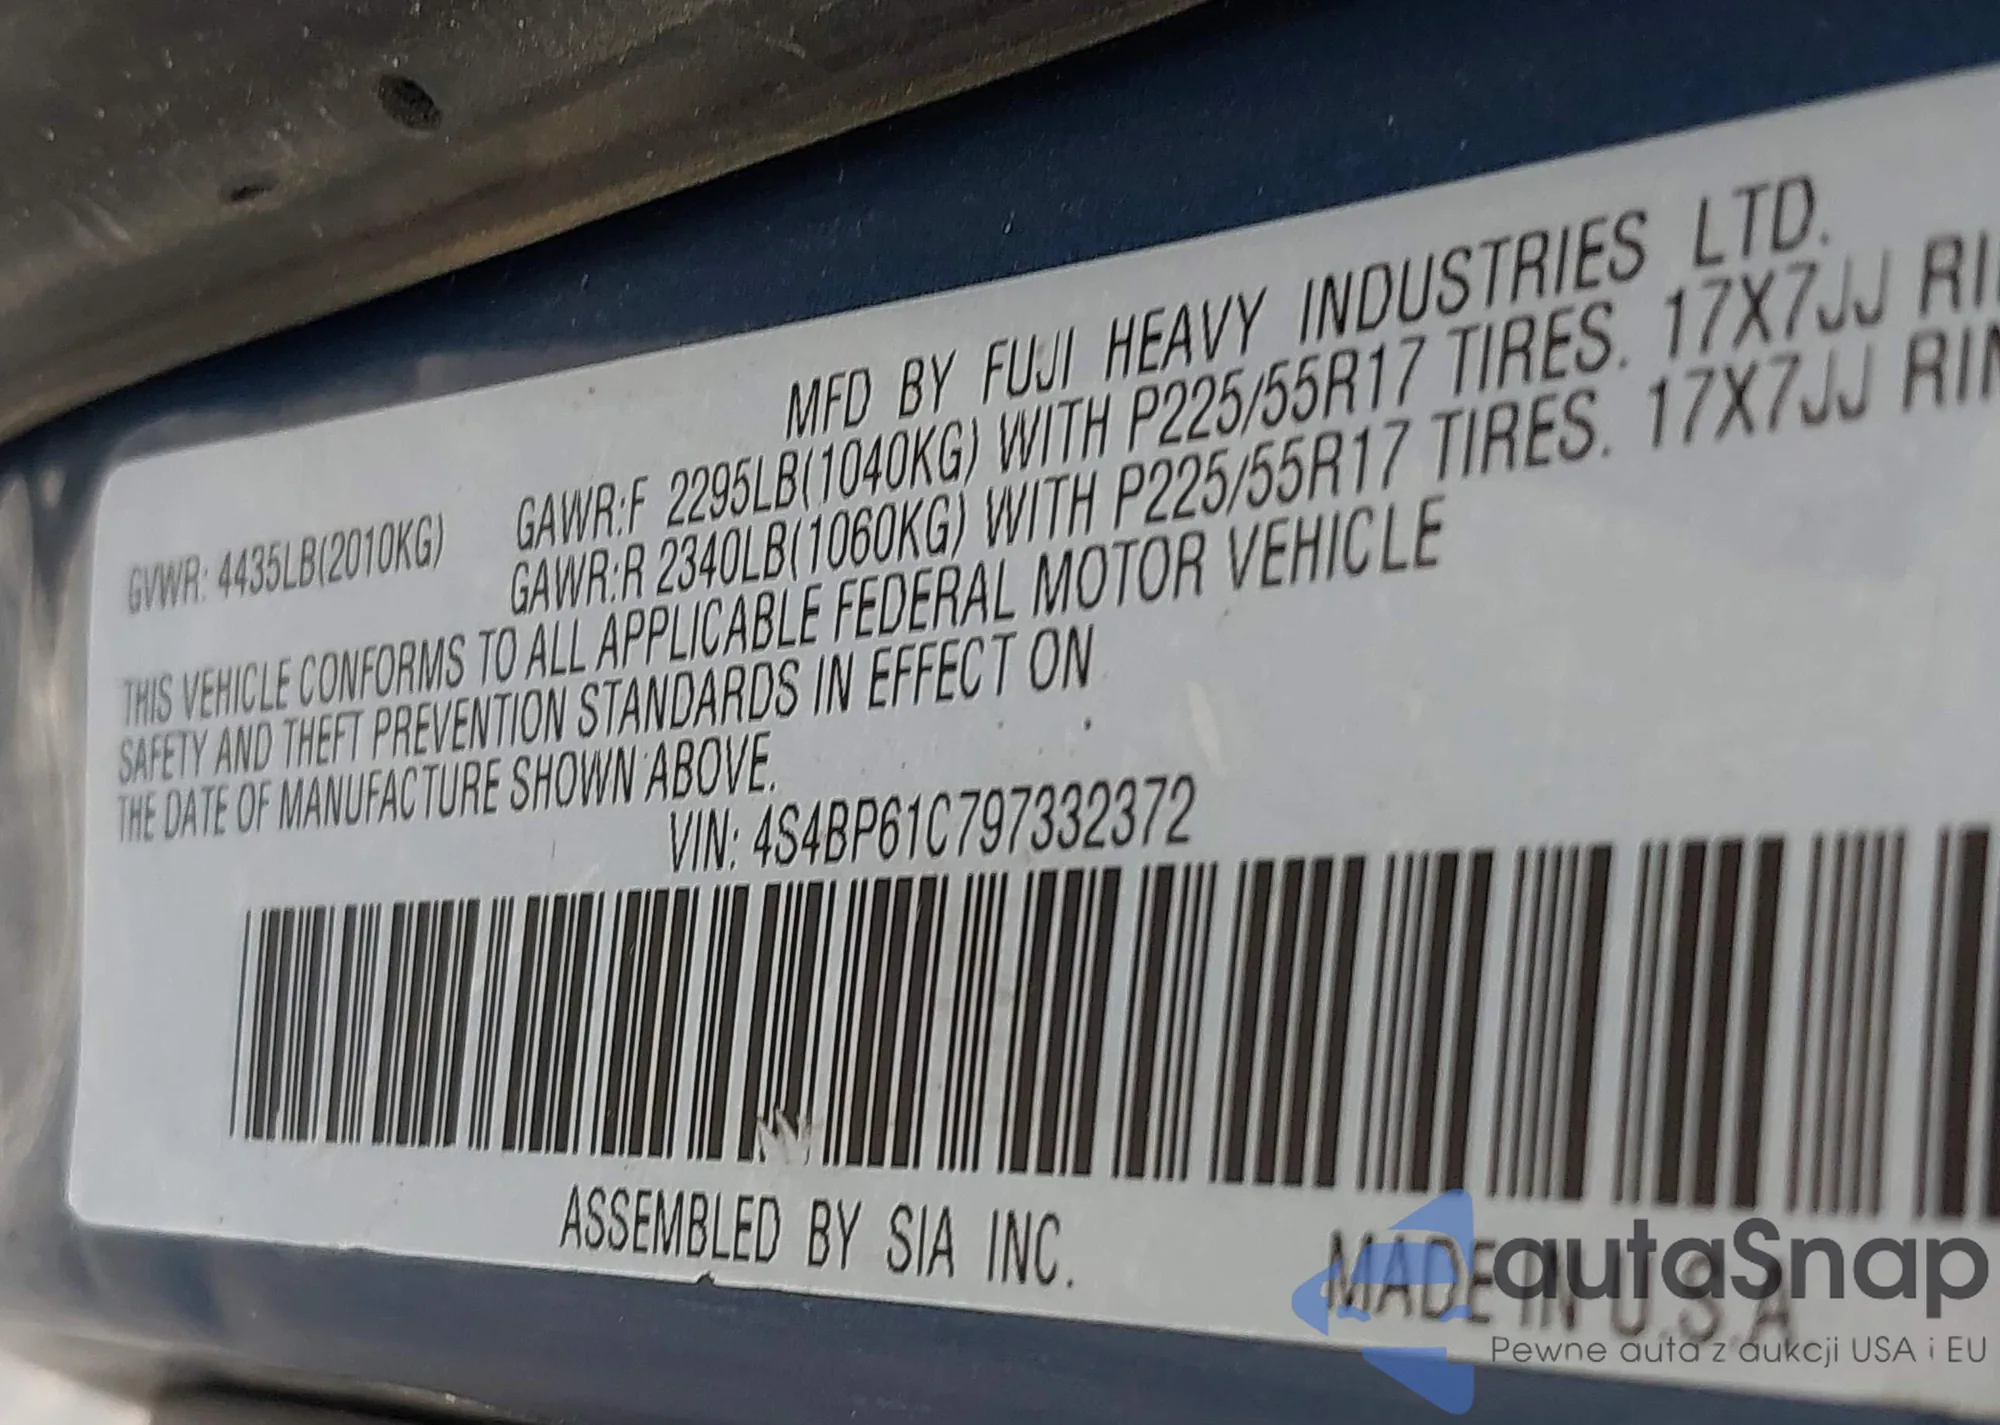 MFD BY FUJI HEAVY INDUSTRIES LTD.
GVWR: 4435LB(2010KG) GAWR:F 2295LB(1040KG) WITH P225/55R17 TIRES. 17X7JJ
GAWR:R 2340LB(1060KG) WITH P225/55R17 TIRES. 17X7JJ
THIS VEHICLE CONFORMS TO ALL APPLICABLE FEDERAL MOTOR VEHICLE
SAFETY AND THEFT PREVENTION STANDARDS IN EFFECT ON
THE DATE OF MANUFACTURE SHOWN ABOVE.
VIN: 4S4BP61C797332372
ASSEMBLED BY SIA INC.
MADE IN U.S.A
autaSnap
Pewne auta z aukcji USA i EU